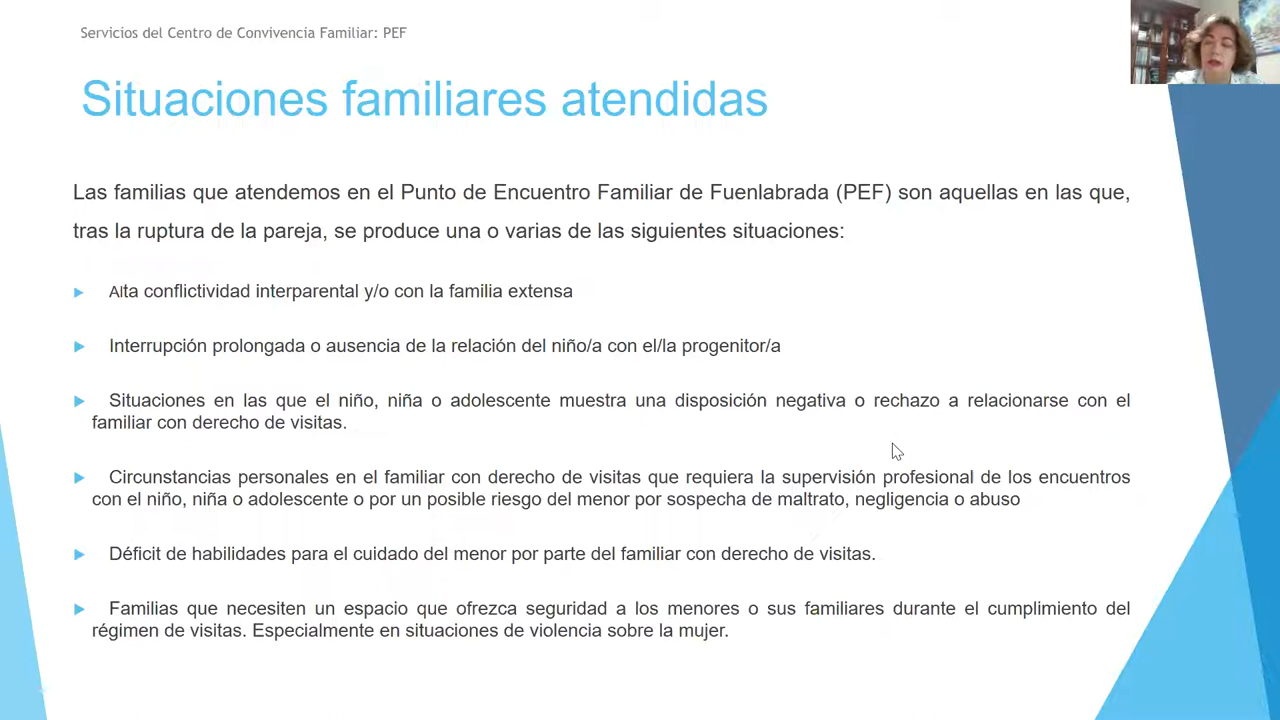 Servicios del Centro de Convivencia Familiar: PEF
Situaciones familiares atendidas
Las familias que atendemos en el Punto de Encuentro Familiar de Fuenlabrada (PEF) son aquellas en las que,
tras la ruptura de la pareja, se produce una o varias de las siguientes situaciones:
Alta conflictividad interparental y/o con la familia extensa
Interrupción prolongada o ausencia de la relación del niño/a con el/la progenitor/a
Situaciones en las que el niño, niña o adolescente muestra una disposición negativa o rechazo a relacionarse con el
familiar con derecho de visitas.
Circunstancias personales en el familiar con derecho de visitas que requiera la supervisión profesional de los encuentros
con el niño, niña o adolescente o por un posible riesgo del menor por sospecha de maltrato, negligencia o abuso
Déficit de habilidades para el cuidado del menor por parte del familiar con derecho de visitas.
Familias que necesiten un espacio que ofrezca seguridad a los menores o sus familiares durante el cumplimiento del
régimen de visitas. Especialmente en situaciones de violencia sobre la mujer.